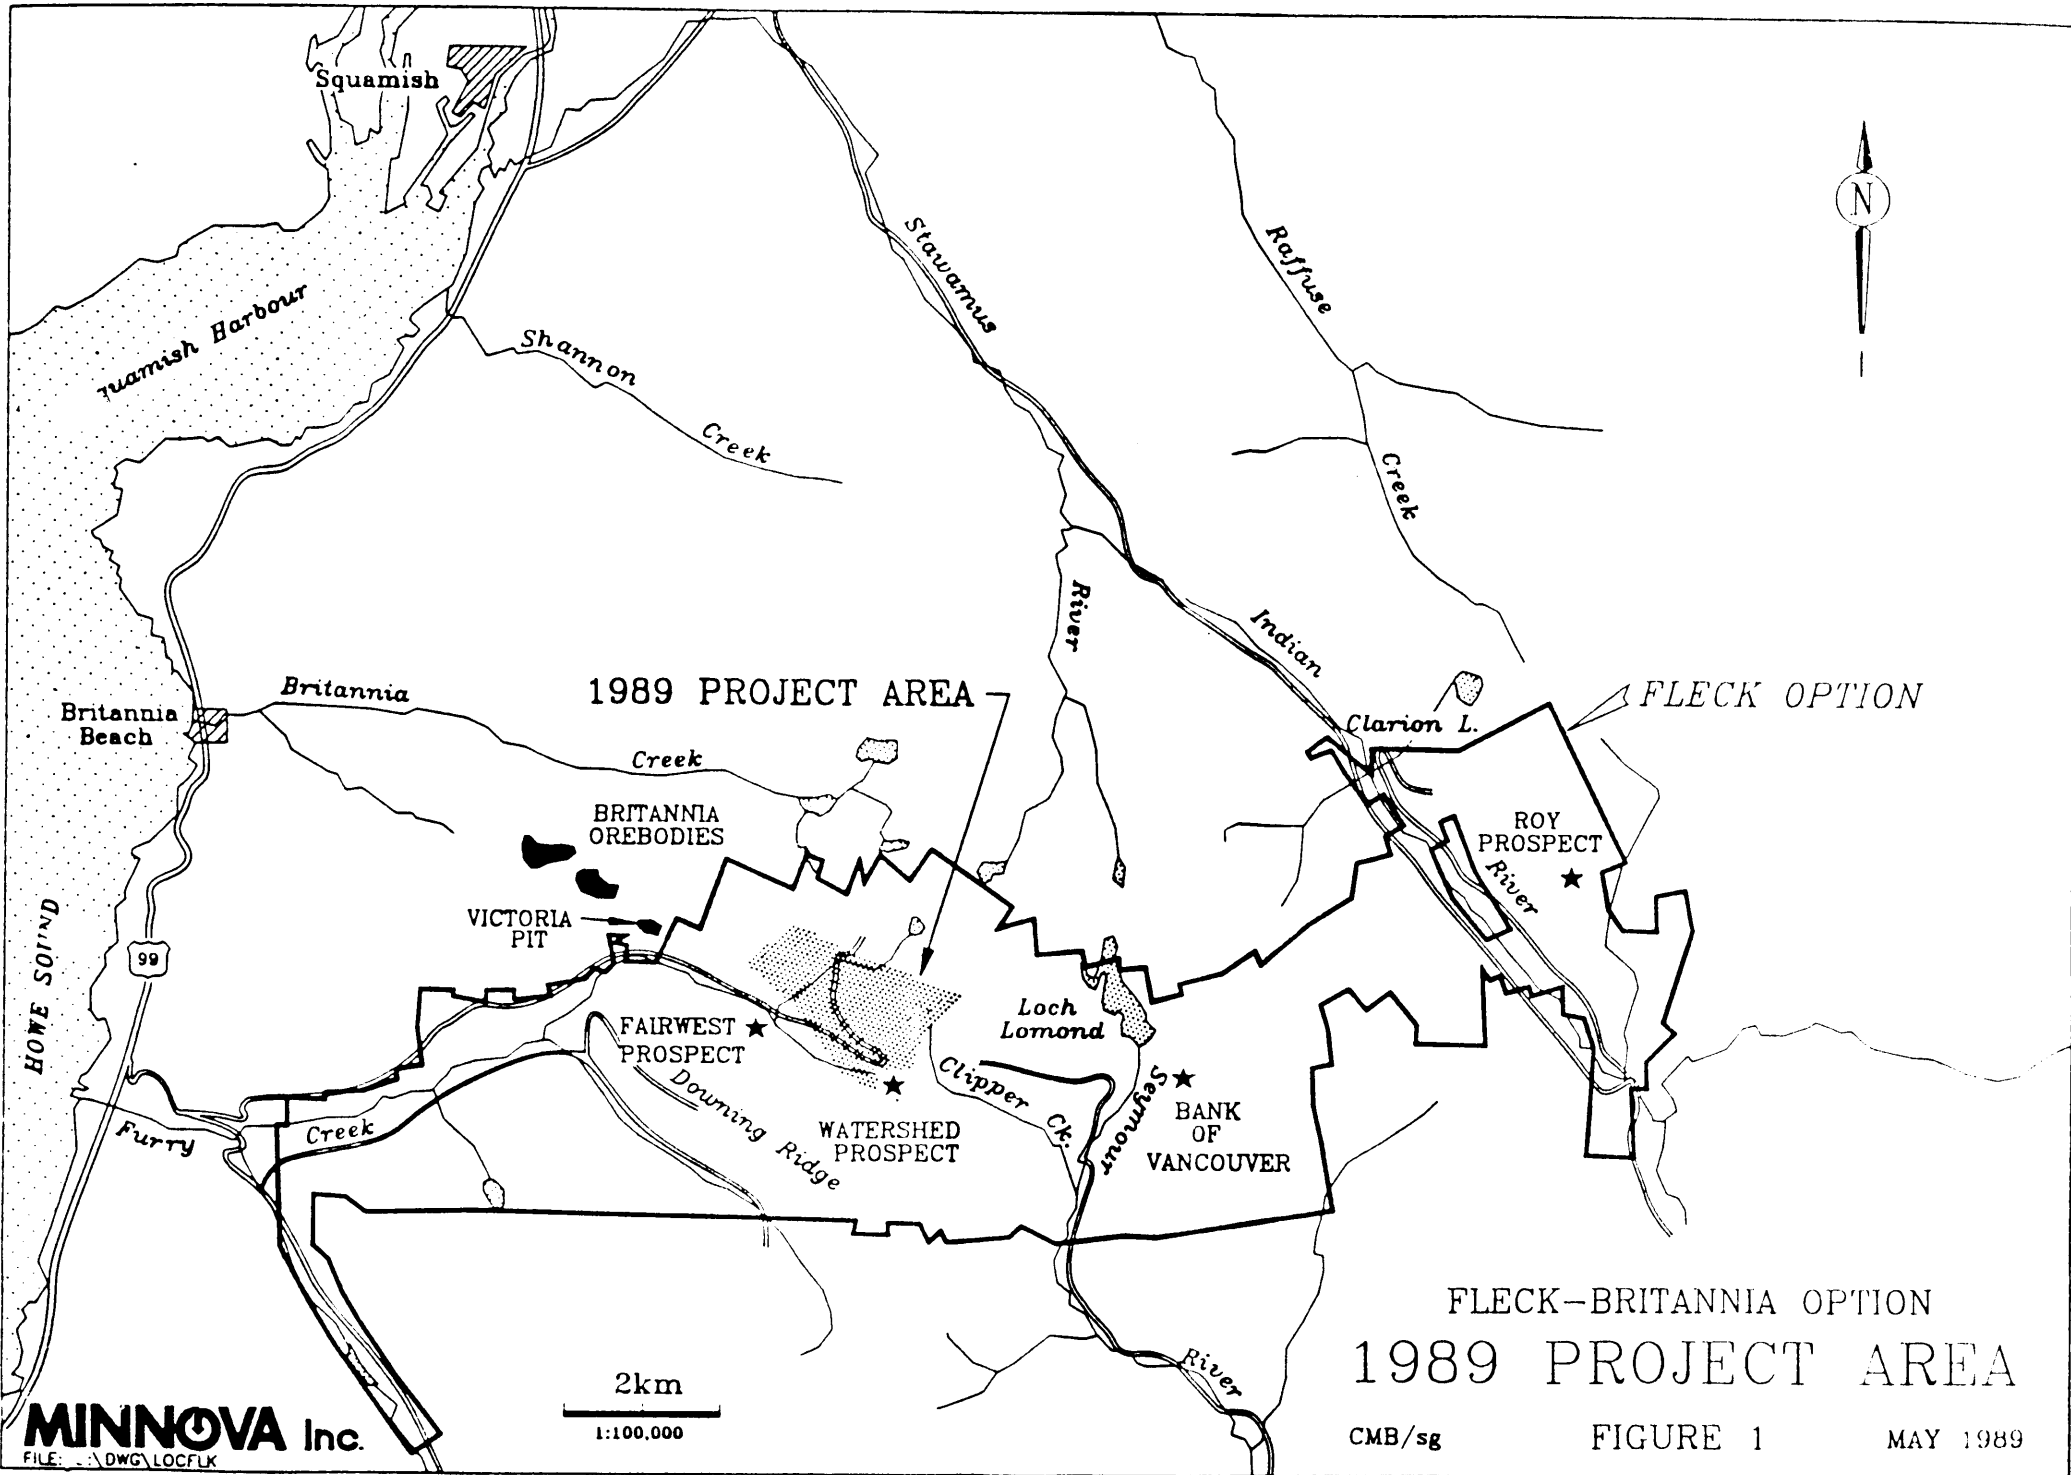 Squamish
N
Stawamus
Raffuse
uamish Harbour
Shannon
Creek
Creek
River
Indian
Britannia
1989 PROJECT AREA
FLECK OPTION
Britannia
Beach
Clarion L.
Creek
BRITANNIA
OREBODIES
ROY
PROSPECT
River
VICTORIA
PIT
HOWE SOUND
99
Loch
Lomond
FAIRWEST
PROSPECT
Downing Ridge
Clipper Ck.
Seymour
BANK
OF
VANCOUVER
Furry
Creek
WATERSHED
PROSPECT
River
FLECK-BRITANNIA OPTION
1989 PROJECT AREA
2km
1:100,000
MINNOVA Inc.
CMB/sg
FIGURE 1
MAY 1989
FILE: \DWG\LOCFLK